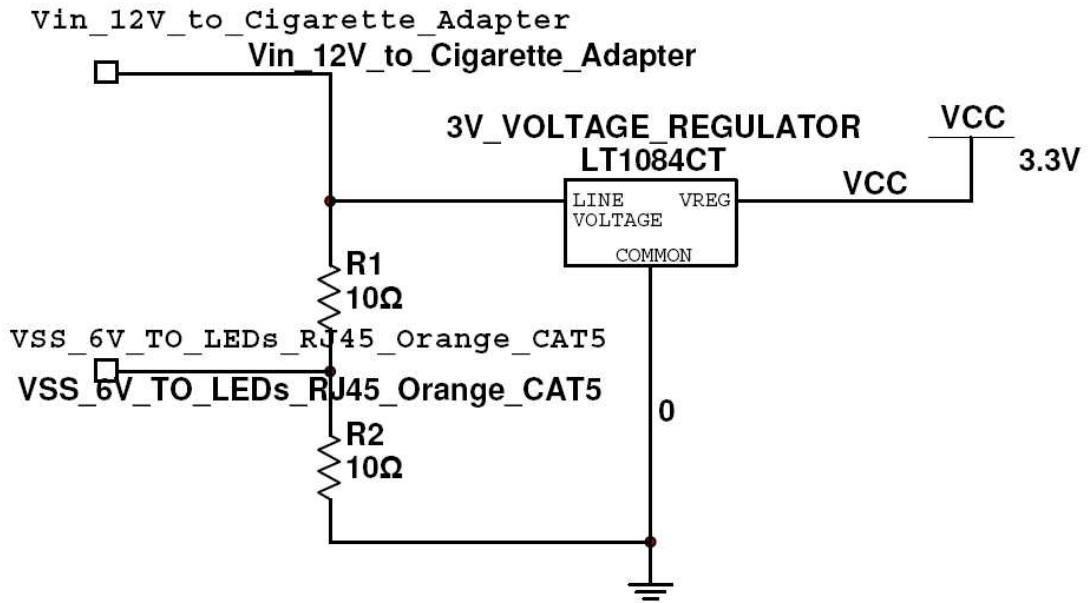 Vin_12V_to_Cigarette_Adapter
Vin_12V_to_Cigarette_Adapter
3V_VOLTAGE_REGULATOR
LT1084CT
VCC
3.3V
VCC
LINE VREG
VOLTAGE
COMMON
R1
10Ω
VSS_6V_TO_LEDs_RJ45_Orange_CAT5
VSS_6V_TO_LEDs_RJ45_Orange_CAT5
0
R2
10Ω